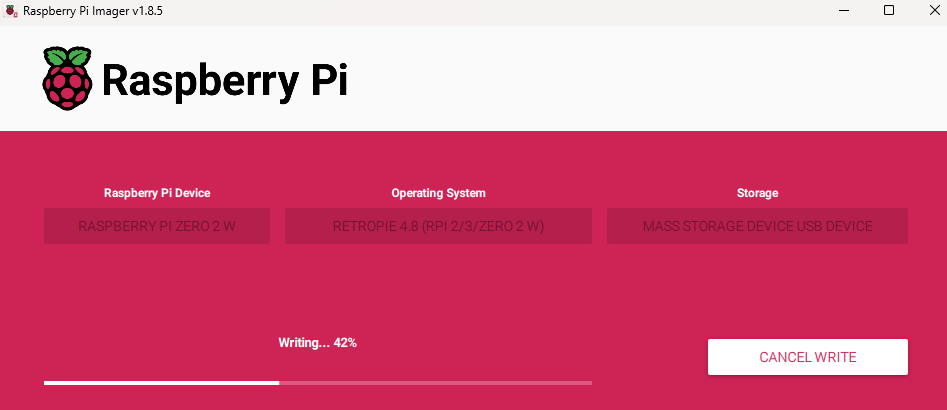 Raspberry Pi Imager v1.8.5
Raspberry Pi
Raspberry Pi Device
Operating System
Storage
RASPBERRY PI ZERO 2 W
RETROPIE 4.8 (RPI 2/3/ZERO 2 W)
MASS STORAGE DEVICE USB DEVICE
Writing... 42%
CANCEL WRITE